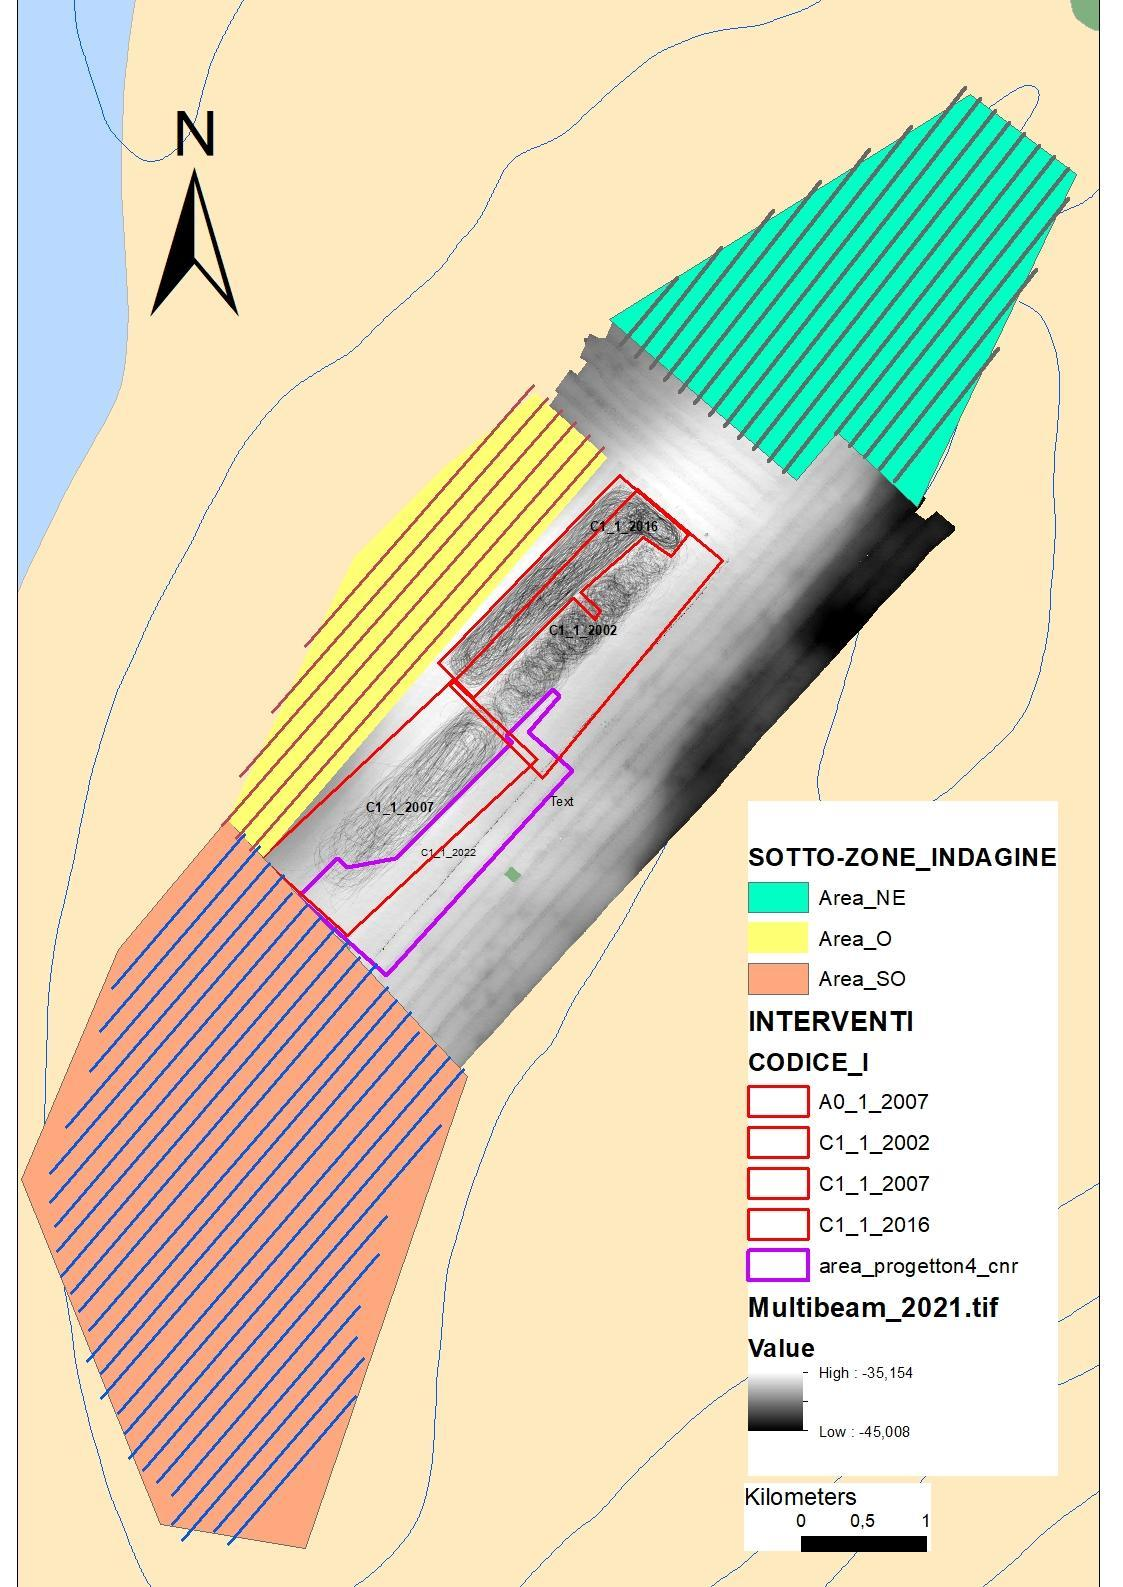 N
C1_1_2016
C1_1_2002
C1_1_2007
Text
C1_1_2022
SOTTO-ZONE_INDAGINE
Area_NE
Area_O
Area_SO
INTERVENTI
CODICE_I
A0_1_2007
C1_1_2002
C1_1_2007
C1_1_2016
area_progetton4_cnr
Multibeam_2021.tif
Value
High : -35,154
Low : -45,008
Kilometers
0 0,5 1